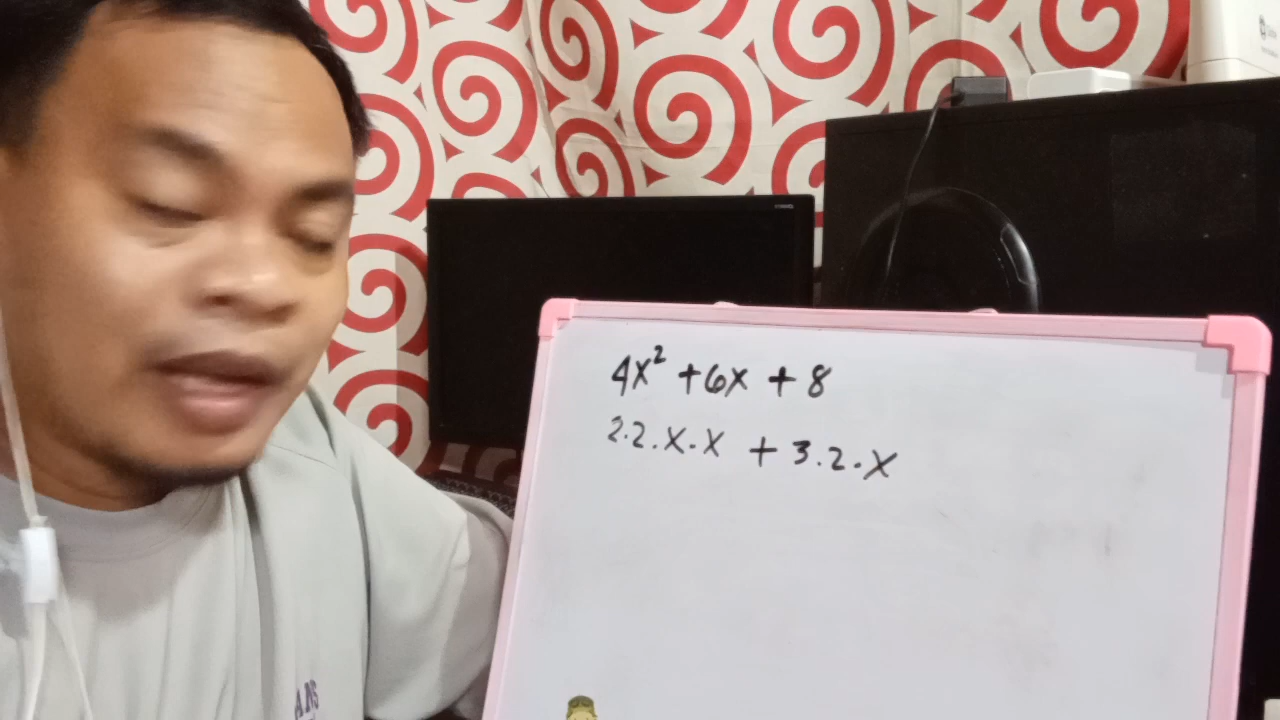 4x² + 6x + 8
2.2.x.x + 3.2.x